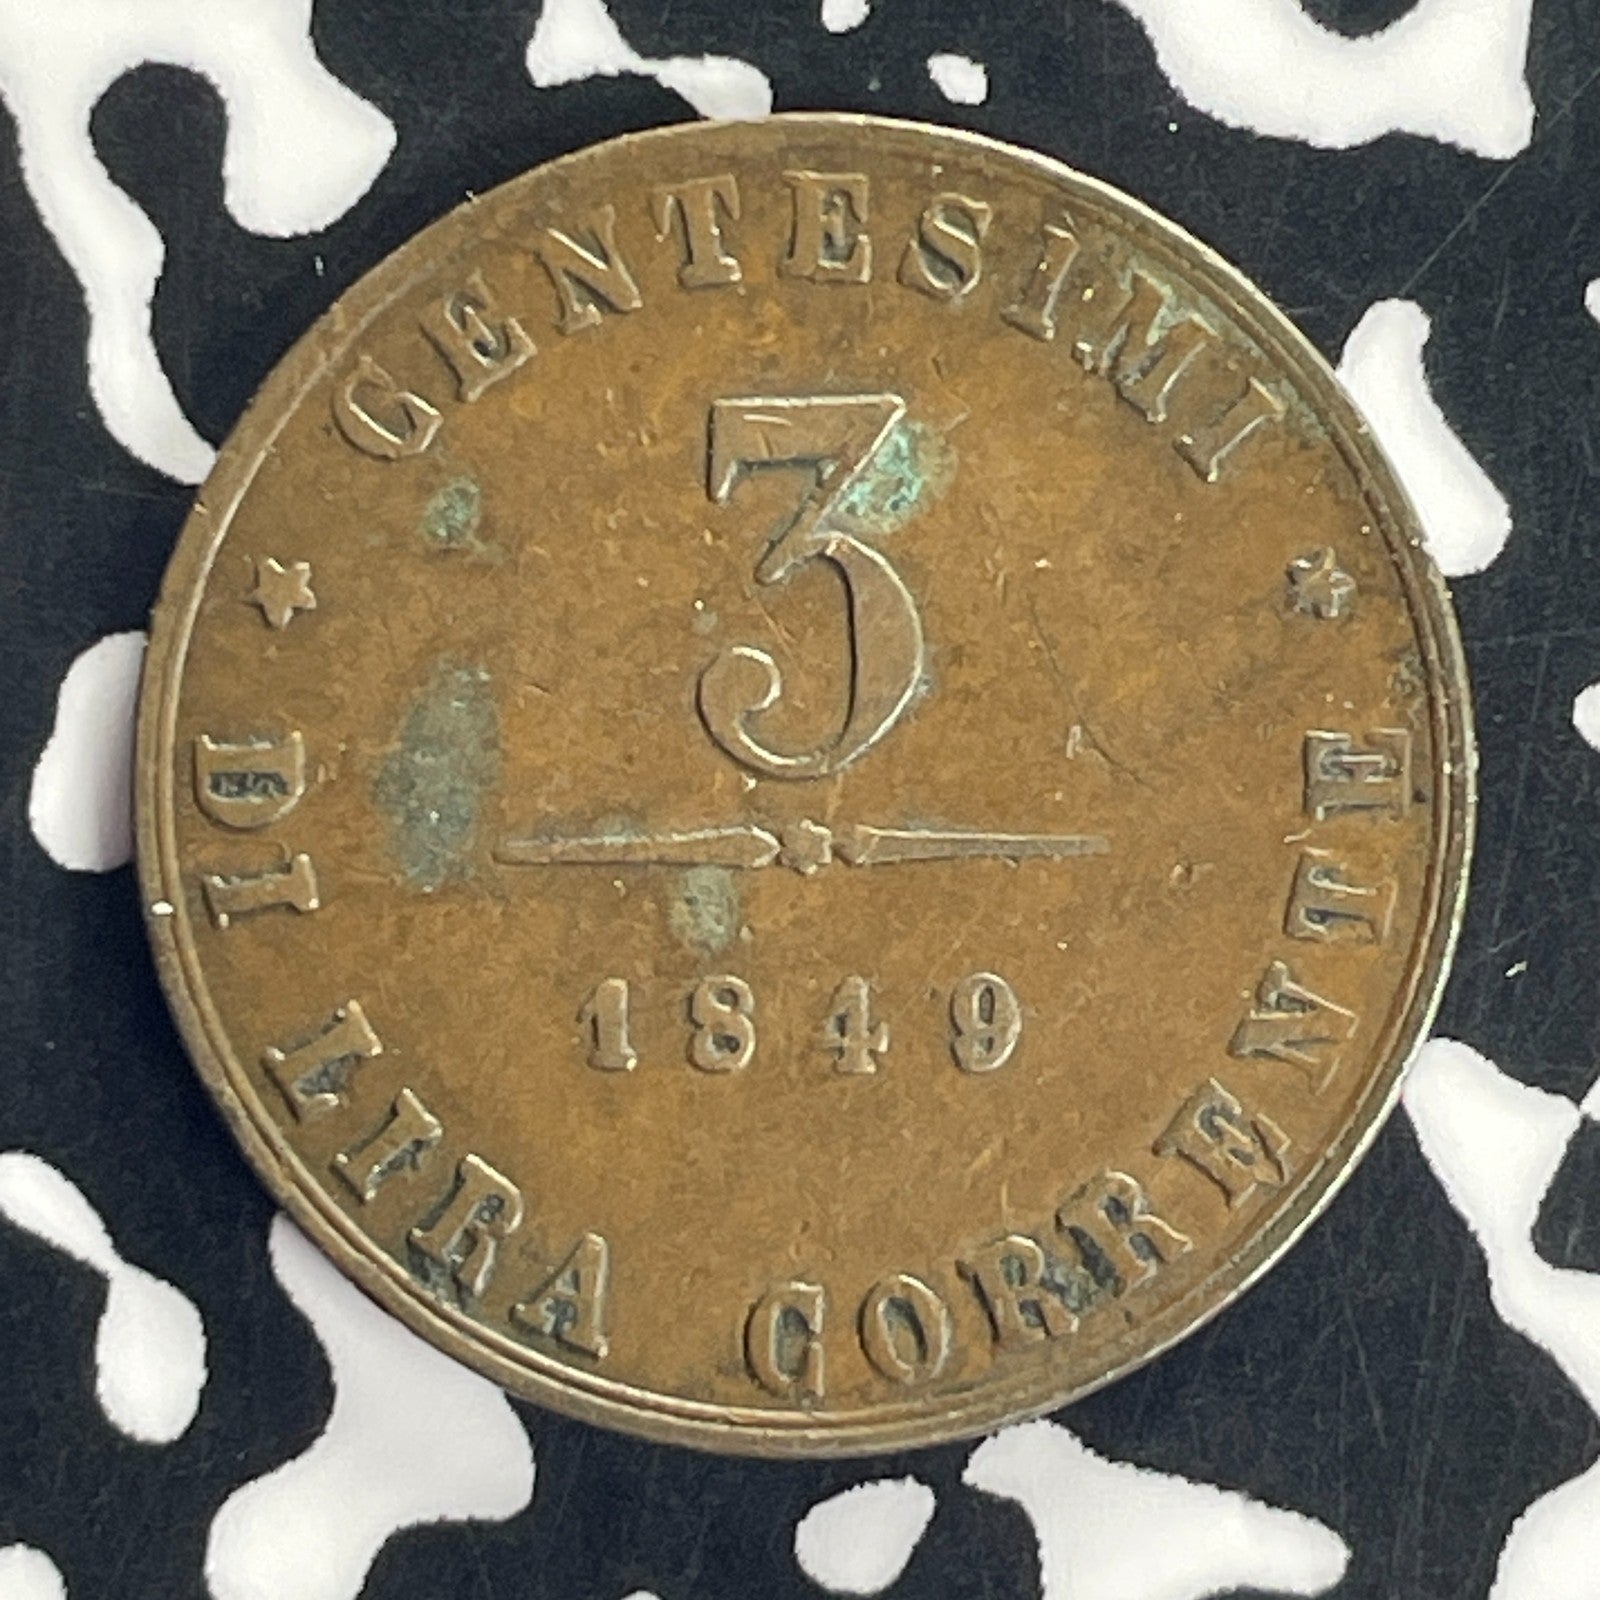 CENTESIMI
3
1849
DI LIRA CORRENTE